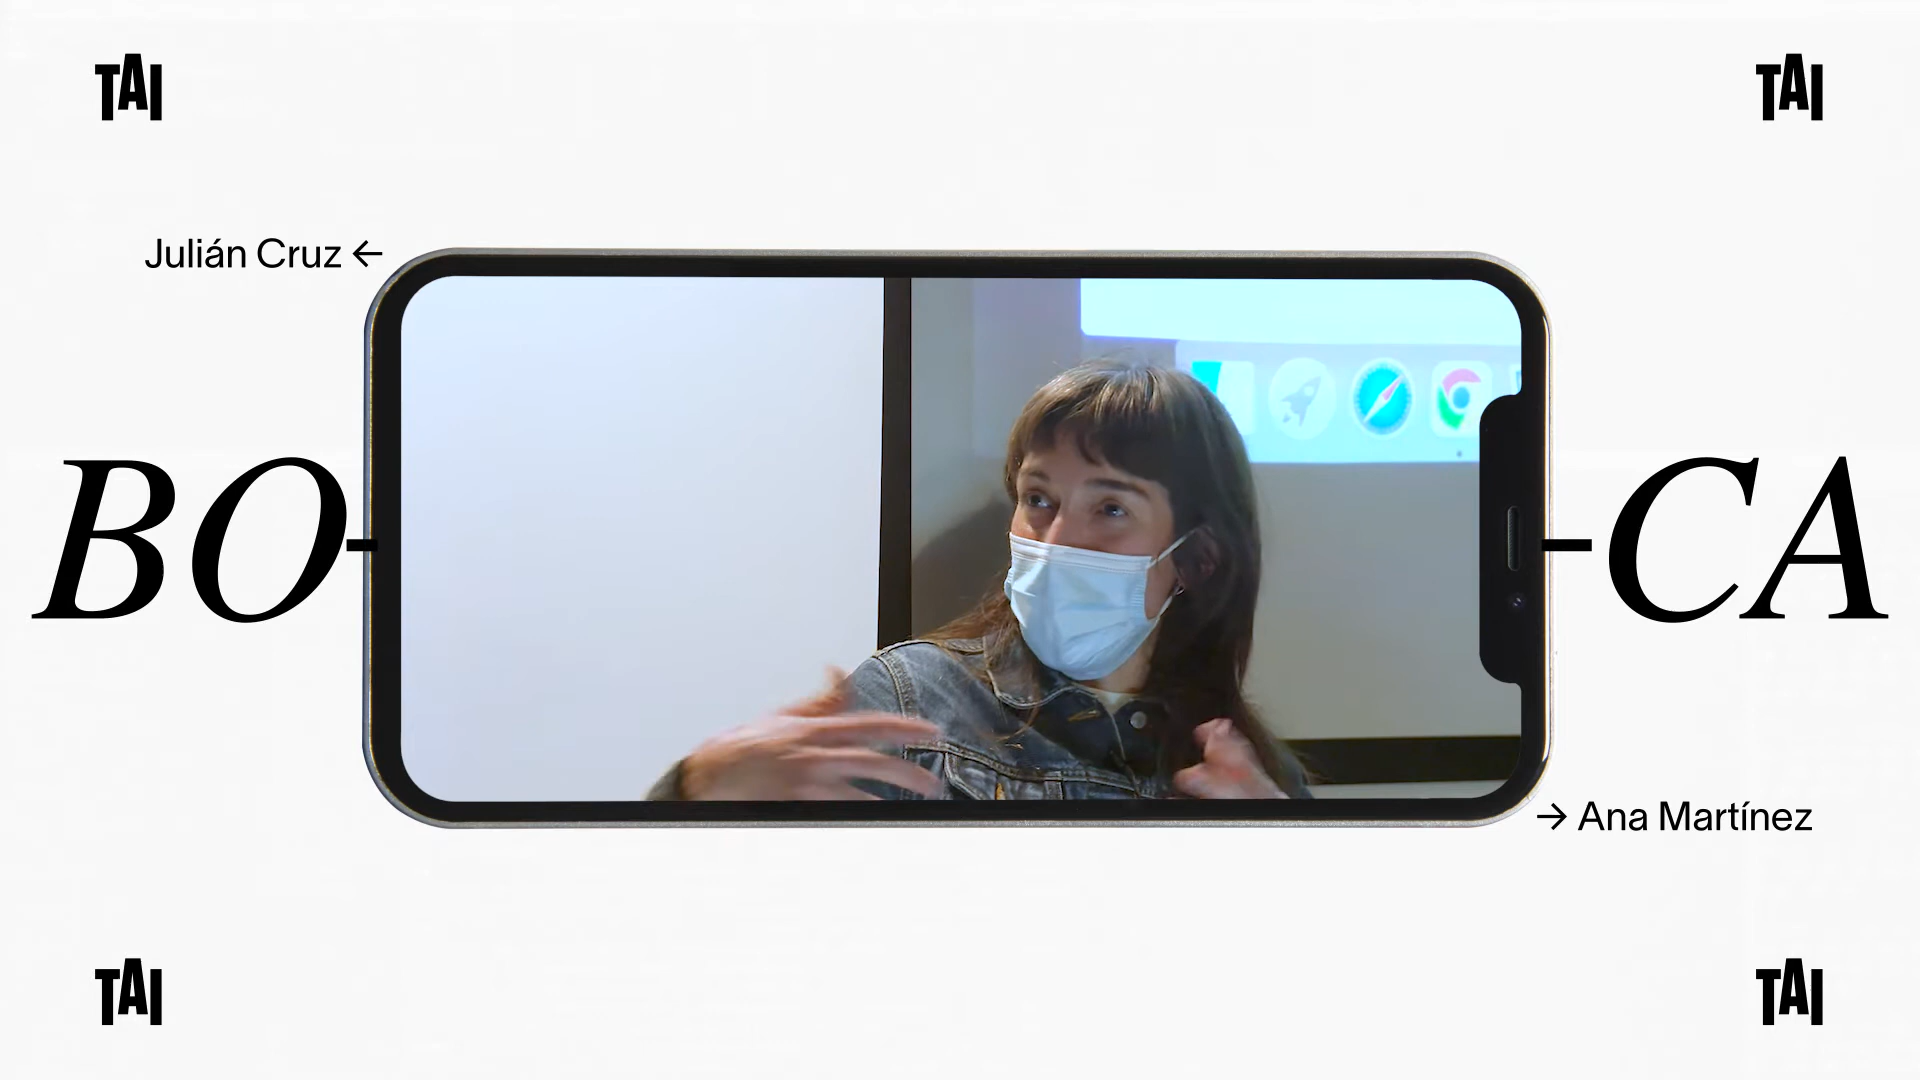 TAI
TAI
Julián Cruz ←
BO-
-CA
→ Ana Martínez
TAI
TAI